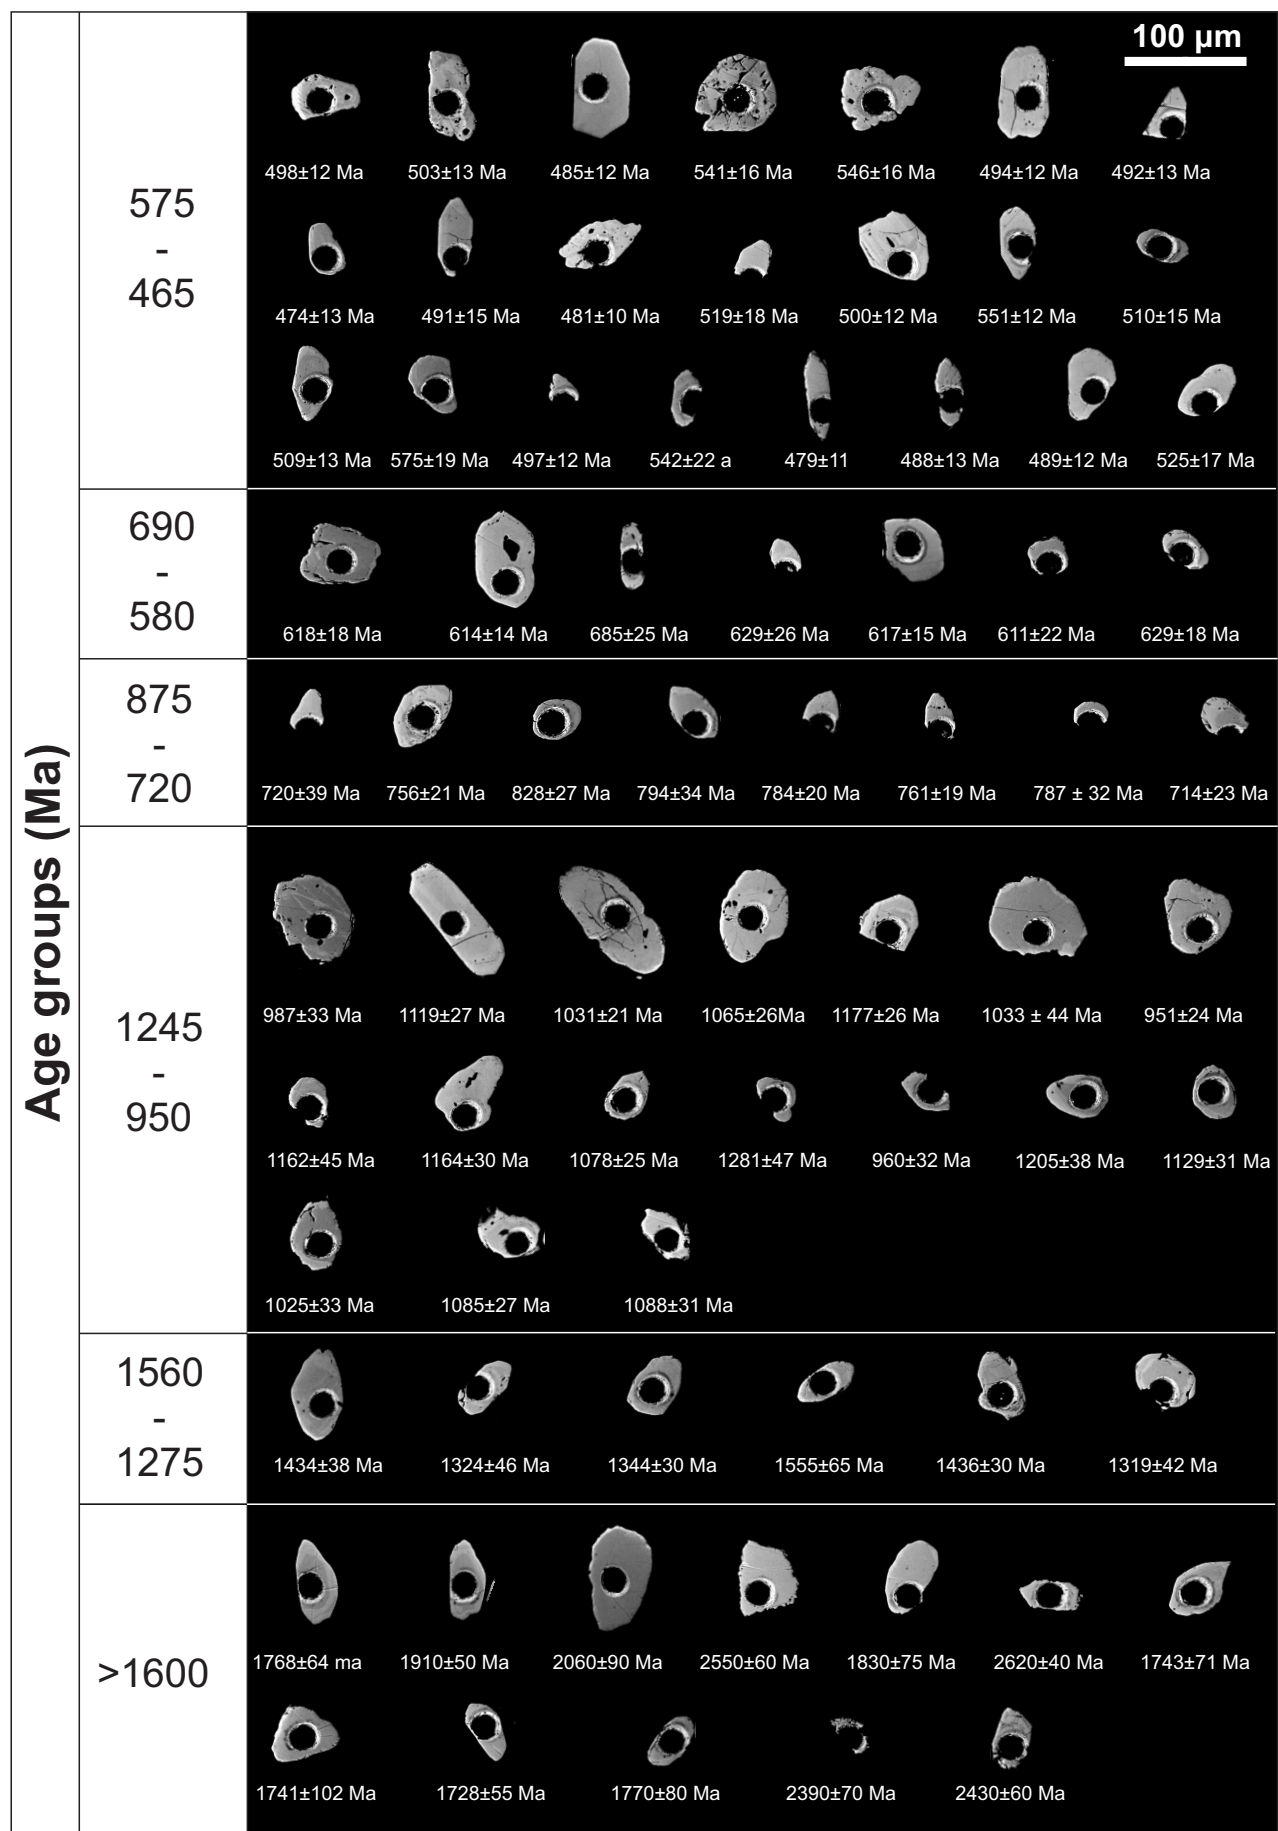 Age groups (Ma)
575
-
465
100 µm
498±12 Ma 503±13 Ma 485±12 Ma 541±16 Ma 546±16 Ma 494±12 Ma 492±13 Ma
474±13 Ma 491±15 Ma 481±10 Ma 519±18 Ma 500±12 Ma 551±12 Ma 510±15 Ma
509±13 Ma 575±19 Ma 497±12 Ma 542±22 a 479±11 488±13 Ma 489±12 Ma 525±17 Ma
690
-
580
618±18 Ma 614±14 Ma 685±25 Ma 629±26 Ma 617±15 Ma 611±22 Ma 629±18 Ma
875
-
720
720±39 Ma 756±21 Ma 828±27 Ma 794±34 Ma 784±20 Ma 761±19 Ma 787 ± 32 Ma 714±23 Ma
1245
-
950
987±33 Ma 1119±27 Ma 1031±21 Ma 1065±26Ma 1177±26 Ma 1033 ± 44 Ma 951±24 Ma
1162±45 Ma 1164±30 Ma 1078±25 Ma 1281±47 Ma 960±32 Ma 1205±38 Ma 1129±31 Ma
1025±33 Ma 1085±27 Ma 1088±31 Ma
1560
-
1275
1434±38 Ma 1324±46 Ma 1344±30 Ma 1555±65 Ma 1436±30 Ma 1319±42 Ma
>1600
1768±64 ma 1910±50 Ma 2060±90 Ma 2550±60 Ma 1830±75 Ma 2620±40 Ma 1743±71 Ma
1741±102 Ma 1728±55 Ma 1770±80 Ma 2390±70 Ma 2430±60 Ma